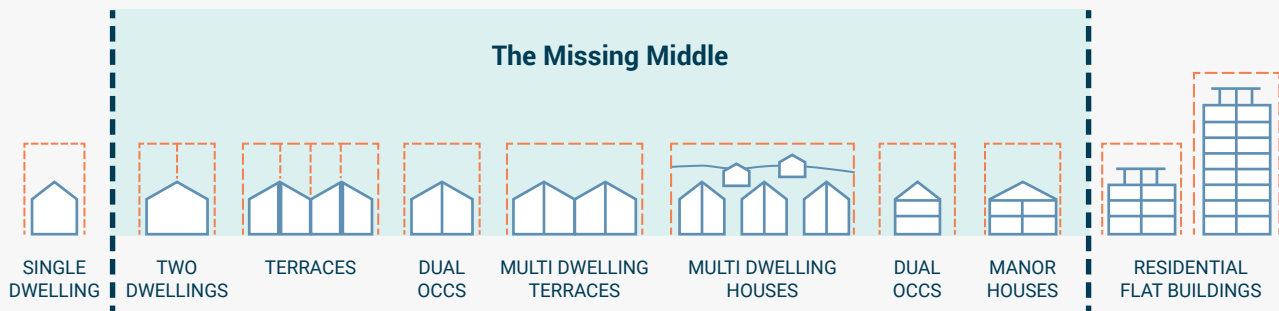 The Missing Middle
SINGLE
DWELLING
TWO
DWELLINGS
TERRACES
DUAL
OCCS
MULTI DWELLING
TERRACES
MULTI DWELLING
HOUSES
DUAL
OCCS
MANOR
HOUSES
RESIDENTIAL
FLAT BUILDINGS